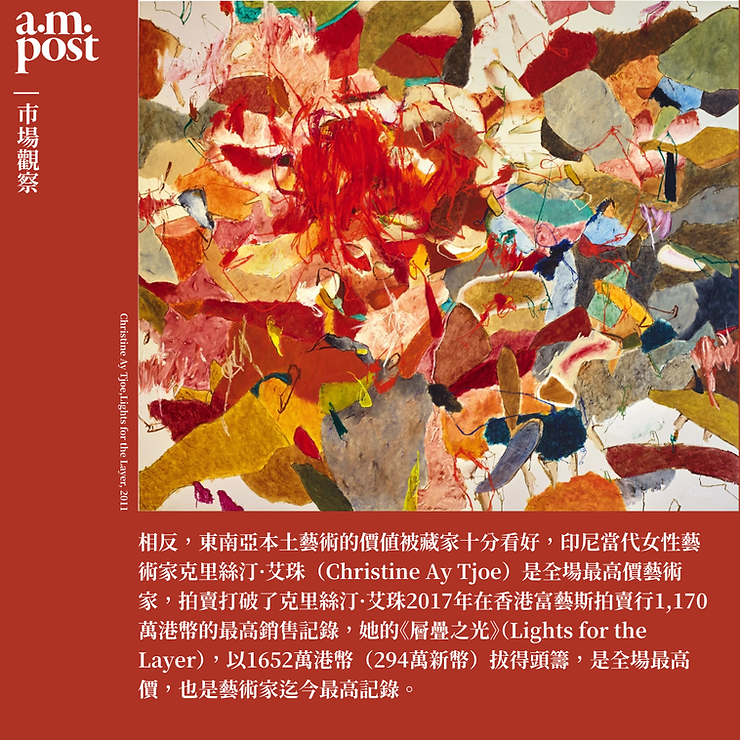 a.m.
post
市場觀察
Christine Ay Tjoe,Lights for the Layer, 2011
相反，東南亞本土藝術的價值被藏家十分看好，印尼當代女性藝
術家克里絲汀·艾珠（Christine Ay Tjoe）是全場最高價藝術
家，拍賣打破了克里絲汀·艾珠2017年在香港富藝斯拍賣行1,170
萬港幣的最高銷售記錄，她的《層疊之光》（Lights for the
Layer），以1652萬港幣（294萬新幣）拔得頭籌，是全場最高
價，也是藝術家迄今最高記錄。